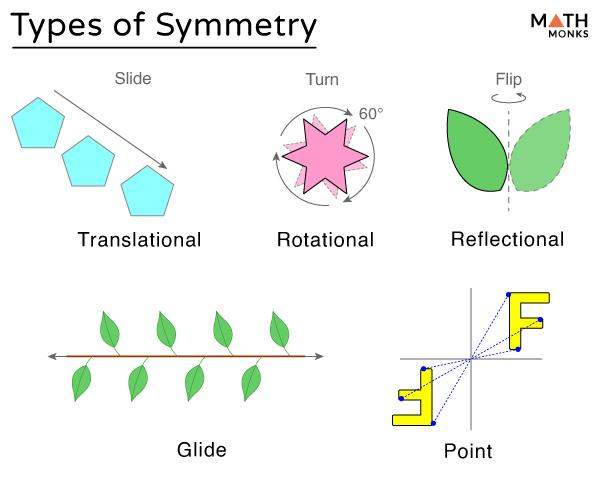 Types of Symmetry
MATH
MONKS
Slide
Turn
Flip
60°
Translational
Rotational
Reflectional
Glide
Point